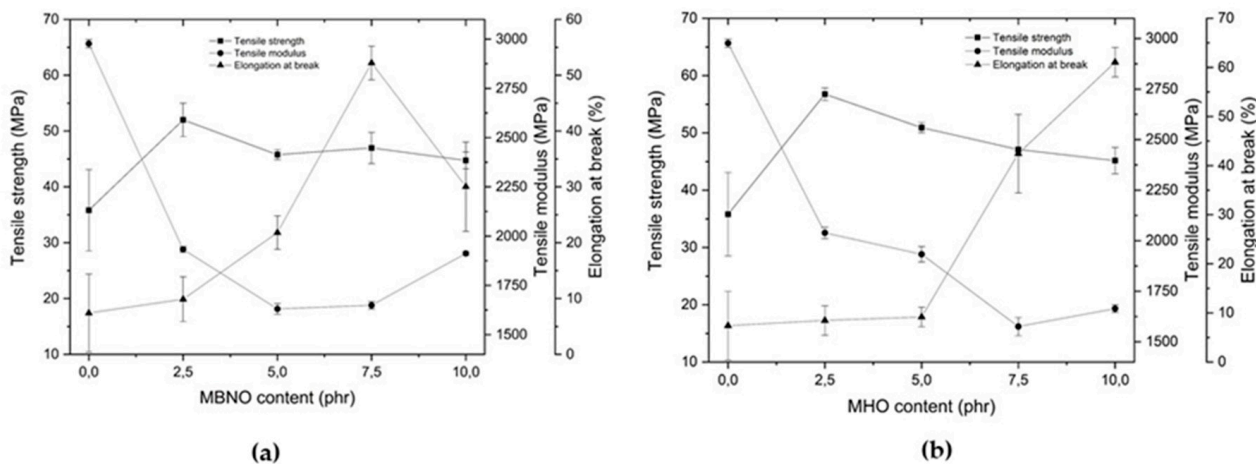 70
60
50
40
30
20
10
Tensile strength (MPa)
Tensile strength
Tensile modulus
Elongation at break
3000
2750
2500
2250
2000
1750
1500
Tensile modulus (MPa)
60
50
40
30
20
10
0
Elongation at break (%)
0,0 2,5 5,0 7,5 10,0
MBNO content (phr)
(a)
70
60
50
40
30
20
10
Tensile strength (MPa)
Tensile strength
Tensile modulus
Elongation at break
3000
2750
2500
2250
2000
1750
1500
Tensile modulus (MPa)
70
60
50
40
30
20
10
0
Elongation at break (%)
0,0 2,5 5,0 7,5 10,0
MHO content (phr)
(b)